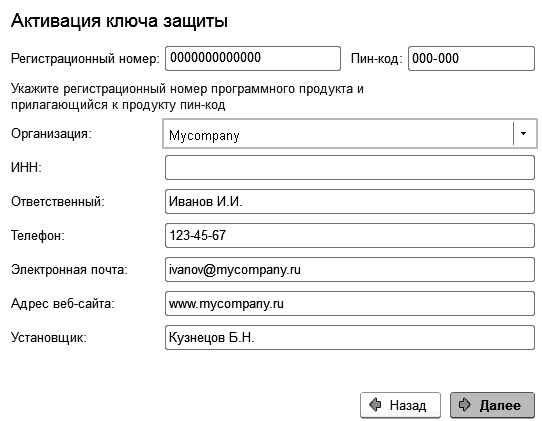 Активация ключа защиты
Регистрационный номер: 0000000000000 Пин-код: 000-000
Укажите регистрационный номер программного продукта и
прилагающийся к продукту пин-код
Организация: Mycompany
ИНН:
Ответственный: Иванов И.И.
Телефон: 123-45-67
Электронная почта: ivanov@mycompany.ru
Адрес веб-сайта: www.mycompany.ru
Установщик: Кузнецов Б.Н.
Назад Далее